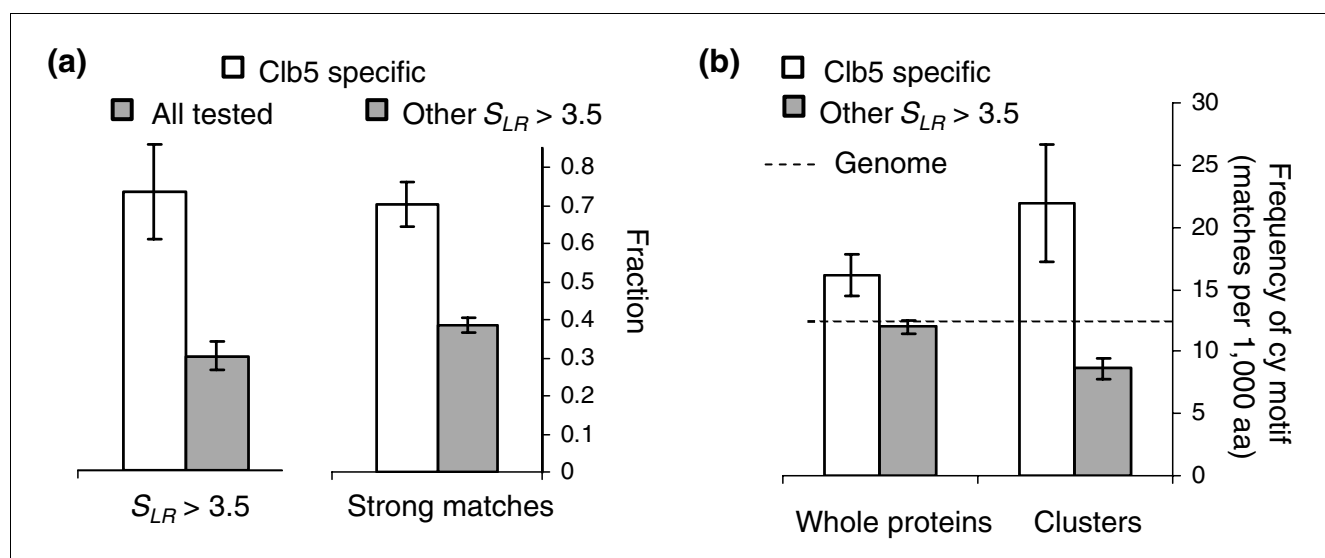 (a)
Clb5 specific
All tested
Other S_LR > 3.5
0.8
0.7
0.6
0.5
0.4
0.3
0.2
0.1
0
Fraction
S_LR > 3.5
Strong matches
(b)
Clb5 specific
Other S_LR > 3.5
Genome
30
25
20
15
10
5
0
Frequency of cy motif
(matches per 1,000 aa)
Whole proteins
Clusters